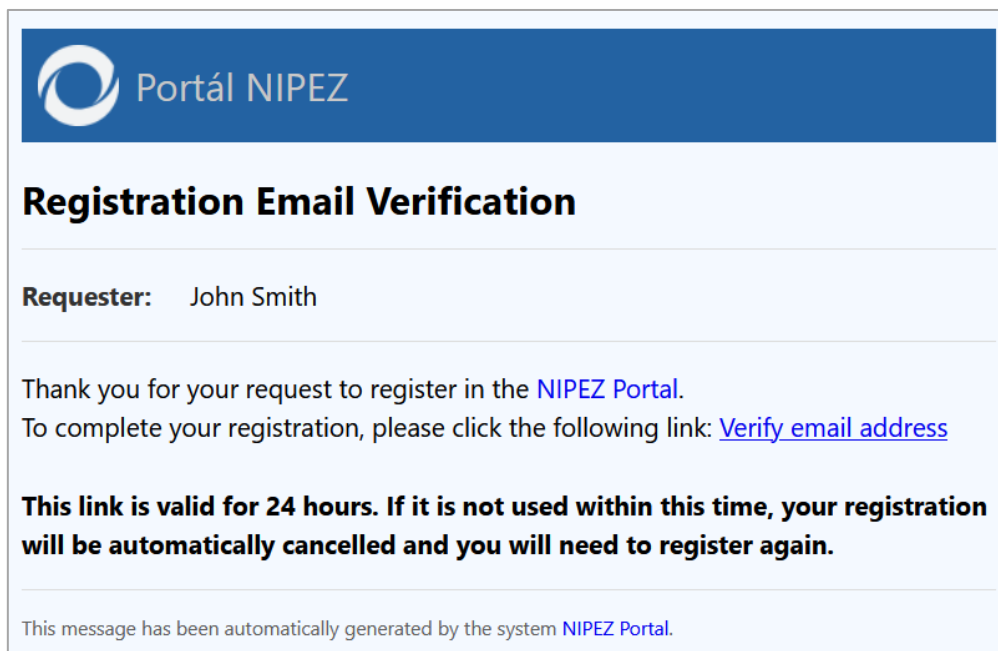 Portál NIPEZ
Registration Email Verification
Requester: John Smith
Thank you for your request to register in the NIPEZ Portal.
To complete your registration, please click the following link: Verify email address
This link is valid for 24 hours. If it is not used within this time, your registration
will be automatically cancelled and you will need to register again.
This message has been automatically generated by the system NIPEZ Portal.